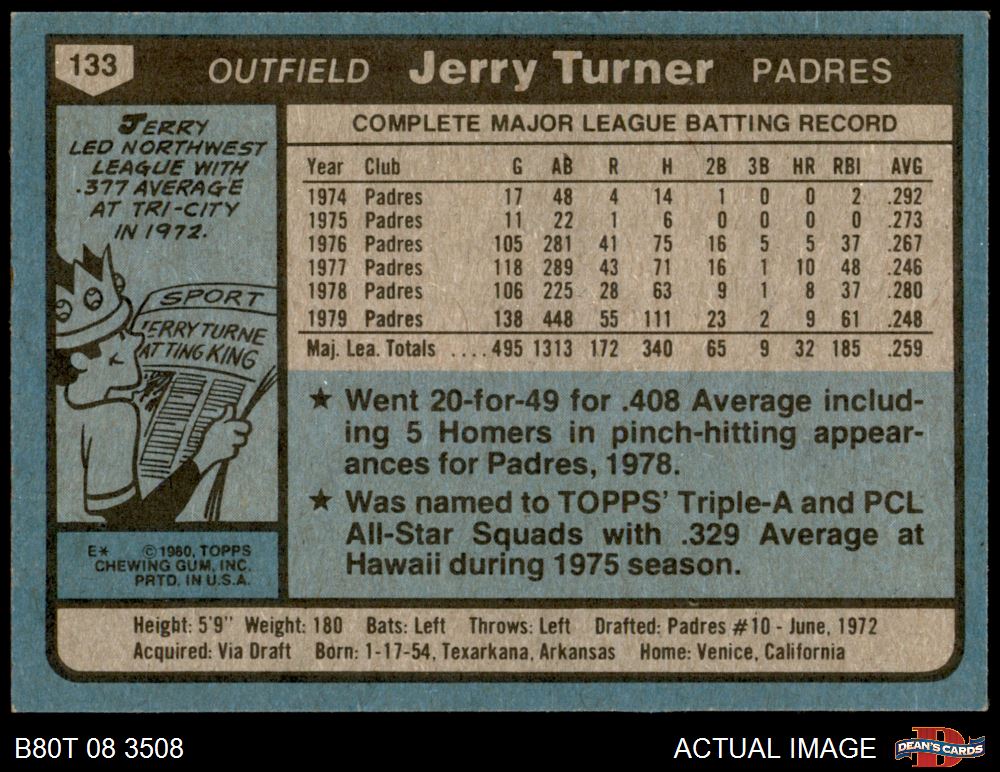 133 OUTFIELD Jerry Turner PADRES
JERRY
LED NORTHWEST
LEAGUE WITH
.377 AVERAGE
AT TRI-CITY
IN 1972.
SPORT
JERRY TURNE
ATTING KING
E* ©1980, TOPPS
CHEWING GUM, INC.
PRTD. IN U.S.A.
COMPLETE MAJOR LEAGUE BATTING RECORD
Year Club G AB R H 2B 3B HR RBI AVG
1974 Padres 17 48 4 14 1 0 0 2 .292
1975 Padres 11 22 1 6 0 0 0 0 .273
1976 Padres 105 281 41 75 16 5 5 37 .267
1977 Padres 118 289 43 71 16 1 10 48 .246
1978 Padres 106 225 28 63 9 1 8 37 .280
1979 Padres 138 448 55 111 23 2 9 61 .248
Maj. Lea. Totals ....495 1313 172 340 65 9 32 185 .259
★ Went 20-for-49 for .408 Average includ-
ing 5 Homers in pinch-hitting appear-
ances for Padres, 1978.
★ Was named to TOPPS' Triple-A and PCL
All-Star Squads with .329 Average at
Hawaii during 1975 season.
Height: 5'9" Weight: 180 Bats: Left Throws: Left Drafted: Padres #10 - June, 1972
Acquired: Via Draft Born: 1-17-54, Texarkana, Arkansas Home: Venice, California
B80T 08 3508 ACTUAL IMAGE D DEAN'S CARDS